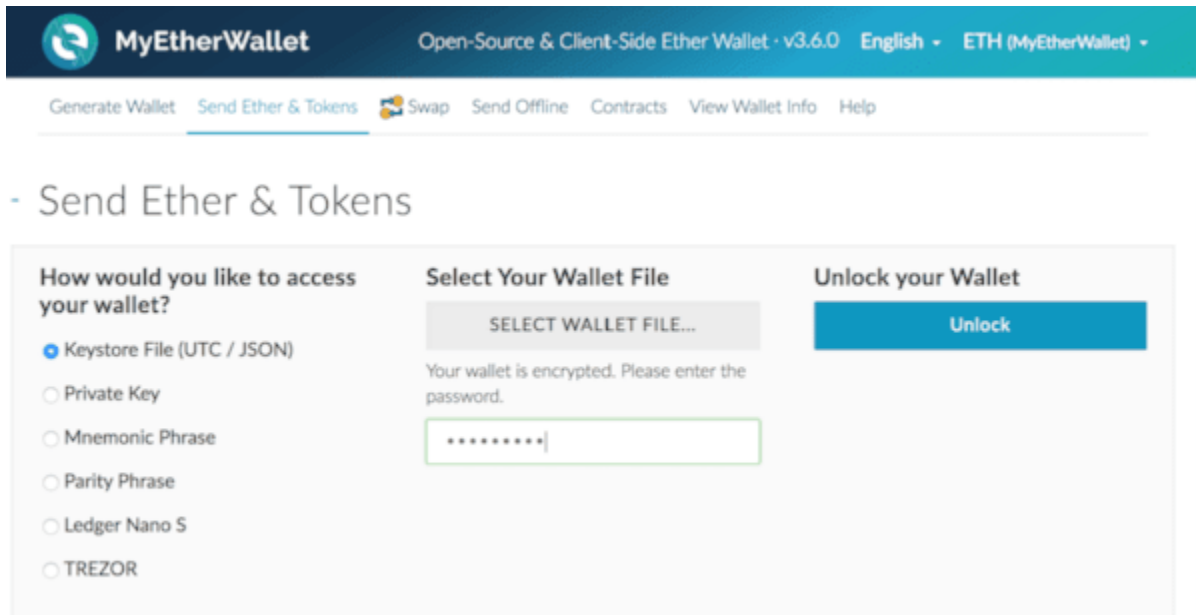 MyEtherWallet
Open-Source & Client-Side Ether Wallet · v3.6.0 English ETH (MyEtherWallet)
Generate Wallet Send Ether & Tokens Swap Send Offline Contracts View Wallet Info Help
- Send Ether & Tokens
How would you like to access
your wallet?
Keystore File (UTC / JSON)
Private Key
Mnemonic Phrase
Parity Phrase
Ledger Nano S
TREZOR
Select Your Wallet File
SELECT WALLET FILE...
Your wallet is encrypted. Please enter the
password.
•••••••••
Unlock your Wallet
Unlock